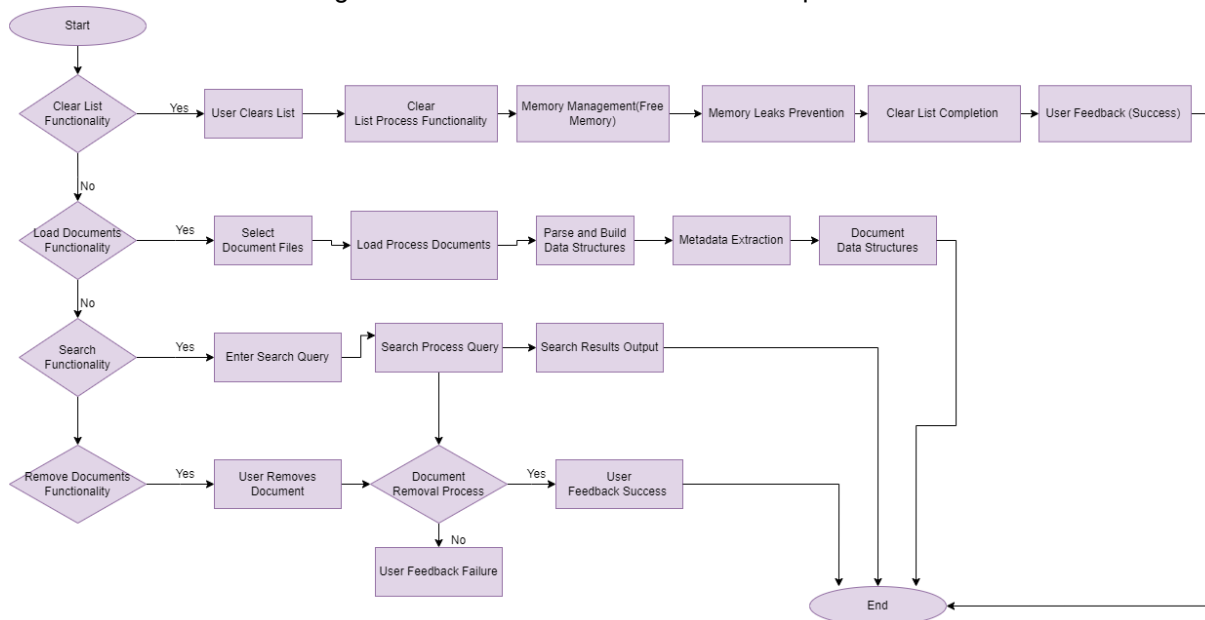 Start
Clear List
Functionality
Yes
User Clears List
Clear
List Process Functionality
Memory Management(Free
Memory)
Memory Leaks Prevention
Clear List Completion
User Feedback (Success)
No
Load Documents
Functionality
Yes
Select
Document Files
Load Process Documents
Parse and Build
Data Structures
Metadata Extraction
Document
Data Structures
No
Search
Functionality
Yes
Enter Search Query
Search Process Query
Search Results Output
Remove Documents
Functionality
Yes
User Removes
Document
Document
Removal Process
Yes
User
Feedback Success
No
User Feedback Failure
End